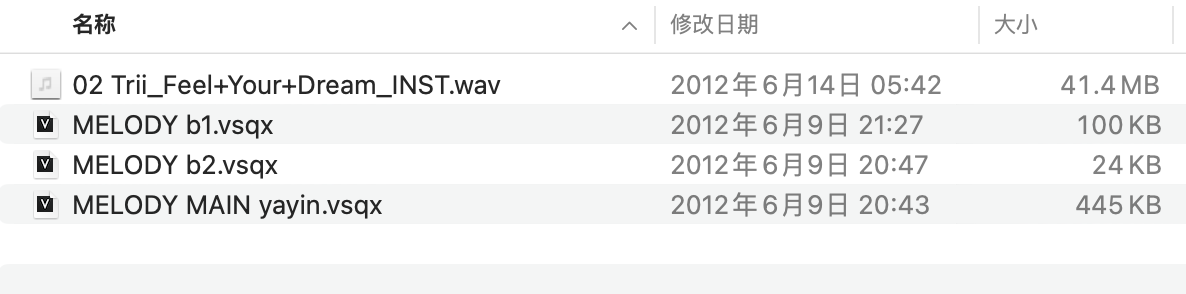 名称 修改日期 大小
02 Trii_Feel+Your+Dream_INST.wav 2012年6月14日 05:42 41.4 MB
MELODY b1.vsqx 2012年6月9日 21:27 100 KB
MELODY b2.vsqx 2012年6月9日 20:47 24 KB
MELODY MAIN yayin.vsqx 2012年6月9日 20:43 445 KB